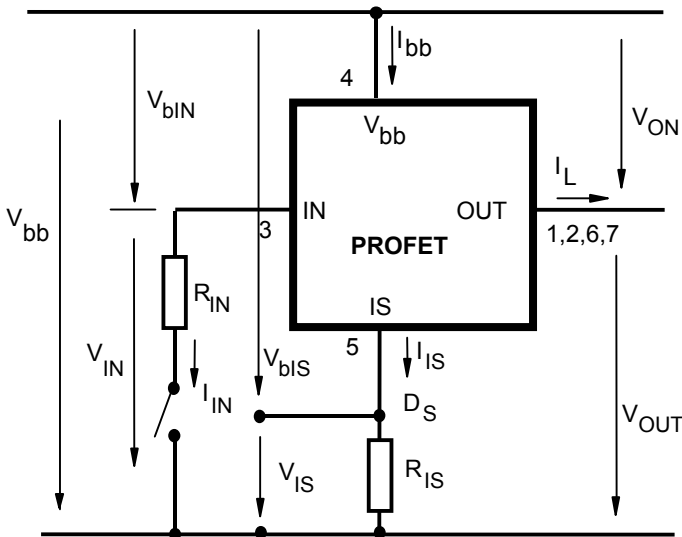 I_bb
4
V_bb
V_bIN
V_ON
I_L
IN
OUT
3
1,2,6,7
V_bb
PROFET
R_IN
IS
5
I_IS
V_IN
V_bIS
I_IN
D_S
V_OUT
V_IS
R_IS